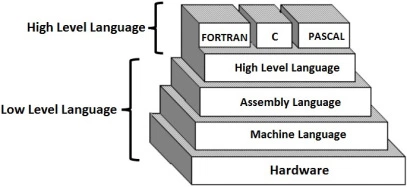 High Level Language
FORTRAN C PASCAL
High Level Language
Low Level Language
Assembly Language
Machine Language
Hardware